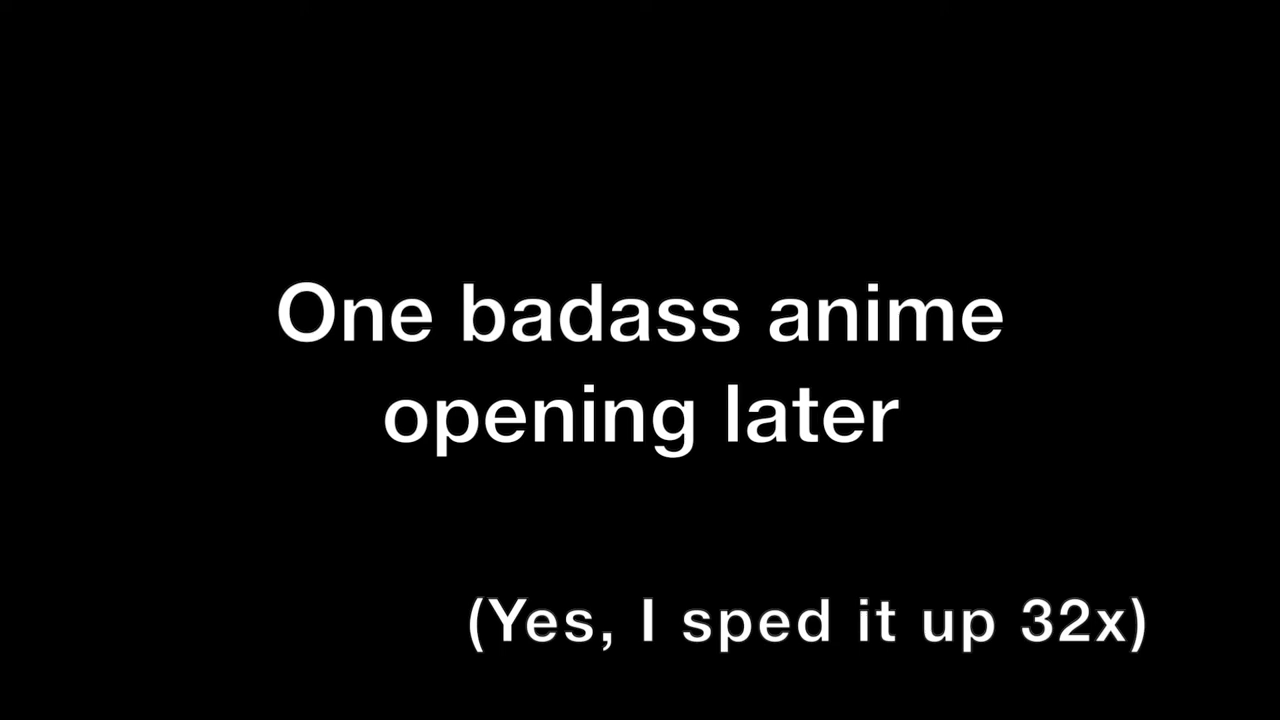 One badass anime
opening later
(Yes, I sped it up 32x)